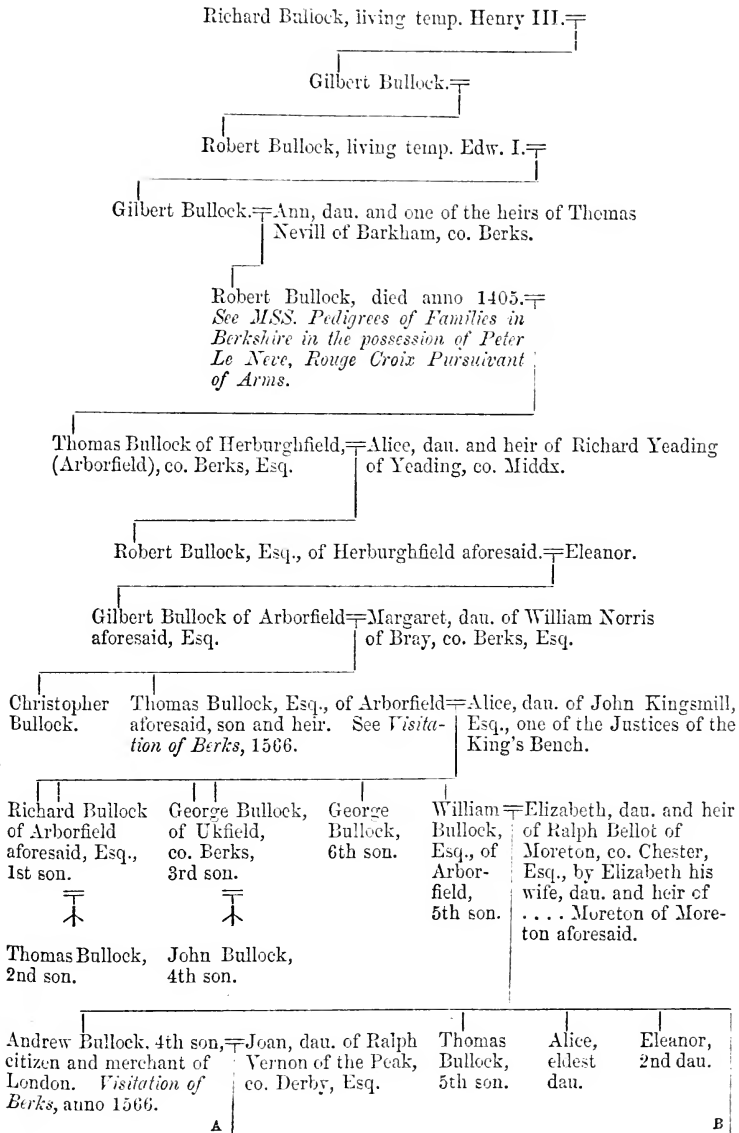 Richard Bullock, living temp. Henry III.
Gilbert Bullock.
Robert Bullock, living temp. Edw. I.
Gilbert Bullock.=Ann, dau. and one of the heirs of Thomas
Nevill of Barkham, co. Berks.
Robert Bullock, died anno 1405.
See MSS. Pedigrees of Families in
Berkshire in the possession of Peter
Le Neve, Rouge Croix Pursuivant
of Arms.
Thomas Bullock of Herburghfield,=Alice, dau. and heir of Richard Yeading
(Arborfield), co. Berks, Esq. of Yeading, co. Middx.
Robert Bullock, Esq., of Herburghfield aforesaid.=Eleanor.
Gilbert Bullock of Arborfield=Margaret, dau. of William Norris
aforesaid, Esq. of Bray, co. Berks, Esq.
Christopher
Bullock.
Thomas Bullock, Esq., of Arborfield
aforesaid, son and heir. See Visita-
tion of Berks, 1566.
Alice, dau. of John Kingsmill,
Esq., one of the Justices of the
King's Bench.
Richard Bullock
of Arborfield
aforesaid, Esq.,
1st son.
Thomas Bullock,
2nd son.
George Bullock,
of Ukfield,
co. Berks,
3rd son.
John Bullock,
4th son.
George
Bullock,
6th son.
William
Bullock,
Esq., of
Arbor-
field,
5th son.
Elizabeth, dau. and heir
of Ralph Bellot of
Moreton, co. Chester,
Esq., by Elizabeth his
wife, dau. and heir of
.... Moreton of More-
ton aforesaid.
Andrew Bullock, 4th son,
citizen and merchant of
London. Visitation of
Berks, anno 1566.
Joan, dau. of Ralph
Vernon of the Peak,
co. Derby, Esq.
Thomas
Bullock,
5th son.
Alice,
eldest
dau.
Eleanor,
2nd dau.
A
B